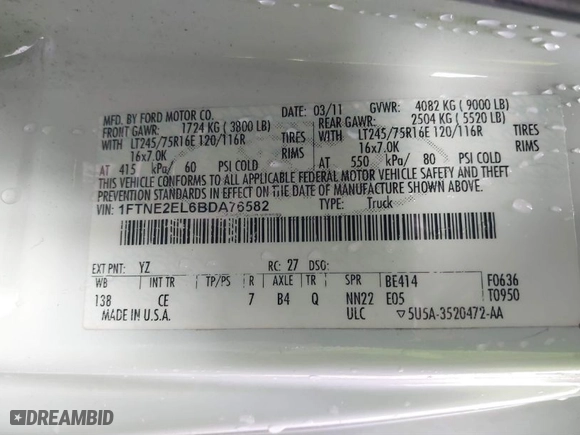 MFD. BY FORD MOTOR CO.
DATE: 03/11 GVWR: 4082 KG ( 9000 LB)
FRONT GAWR: 1724 KG ( 3800 LB)
REAR GAWR: 2504 KG ( 5520 LB)
WITH LT245/75R16E 120/116R TIRES
WITH LT245/75R16E 120/116R TIRES
16x7.0K RIMS
16x7.0K RIMS
AT 415 kPa/ 60 PSI COLD
AT 550 kPa/ 80 PSI COLD
THIS VEHICLE CONFORMS TO ALL APPLICABLE FEDERAL MOTOR VEHICLE SAFETY AND THEFT
PREVENTION STANDARDS IN EFFECT ON THE DATE OF MANUFACTURE SHOWN ABOVE.
VIN: 1FTNE2EL6BDA76582 TYPE: Truck
EXT PNT: YZ RC: 27 DSG:
WB INT TR TP/PS R AXLE TR SPR BE414 F0636
138 CE 7 B4 Q NN22 E05 T0950
MADE IN U.S.A. ULC ▽5U5A-3520472-AA
DREAMBID